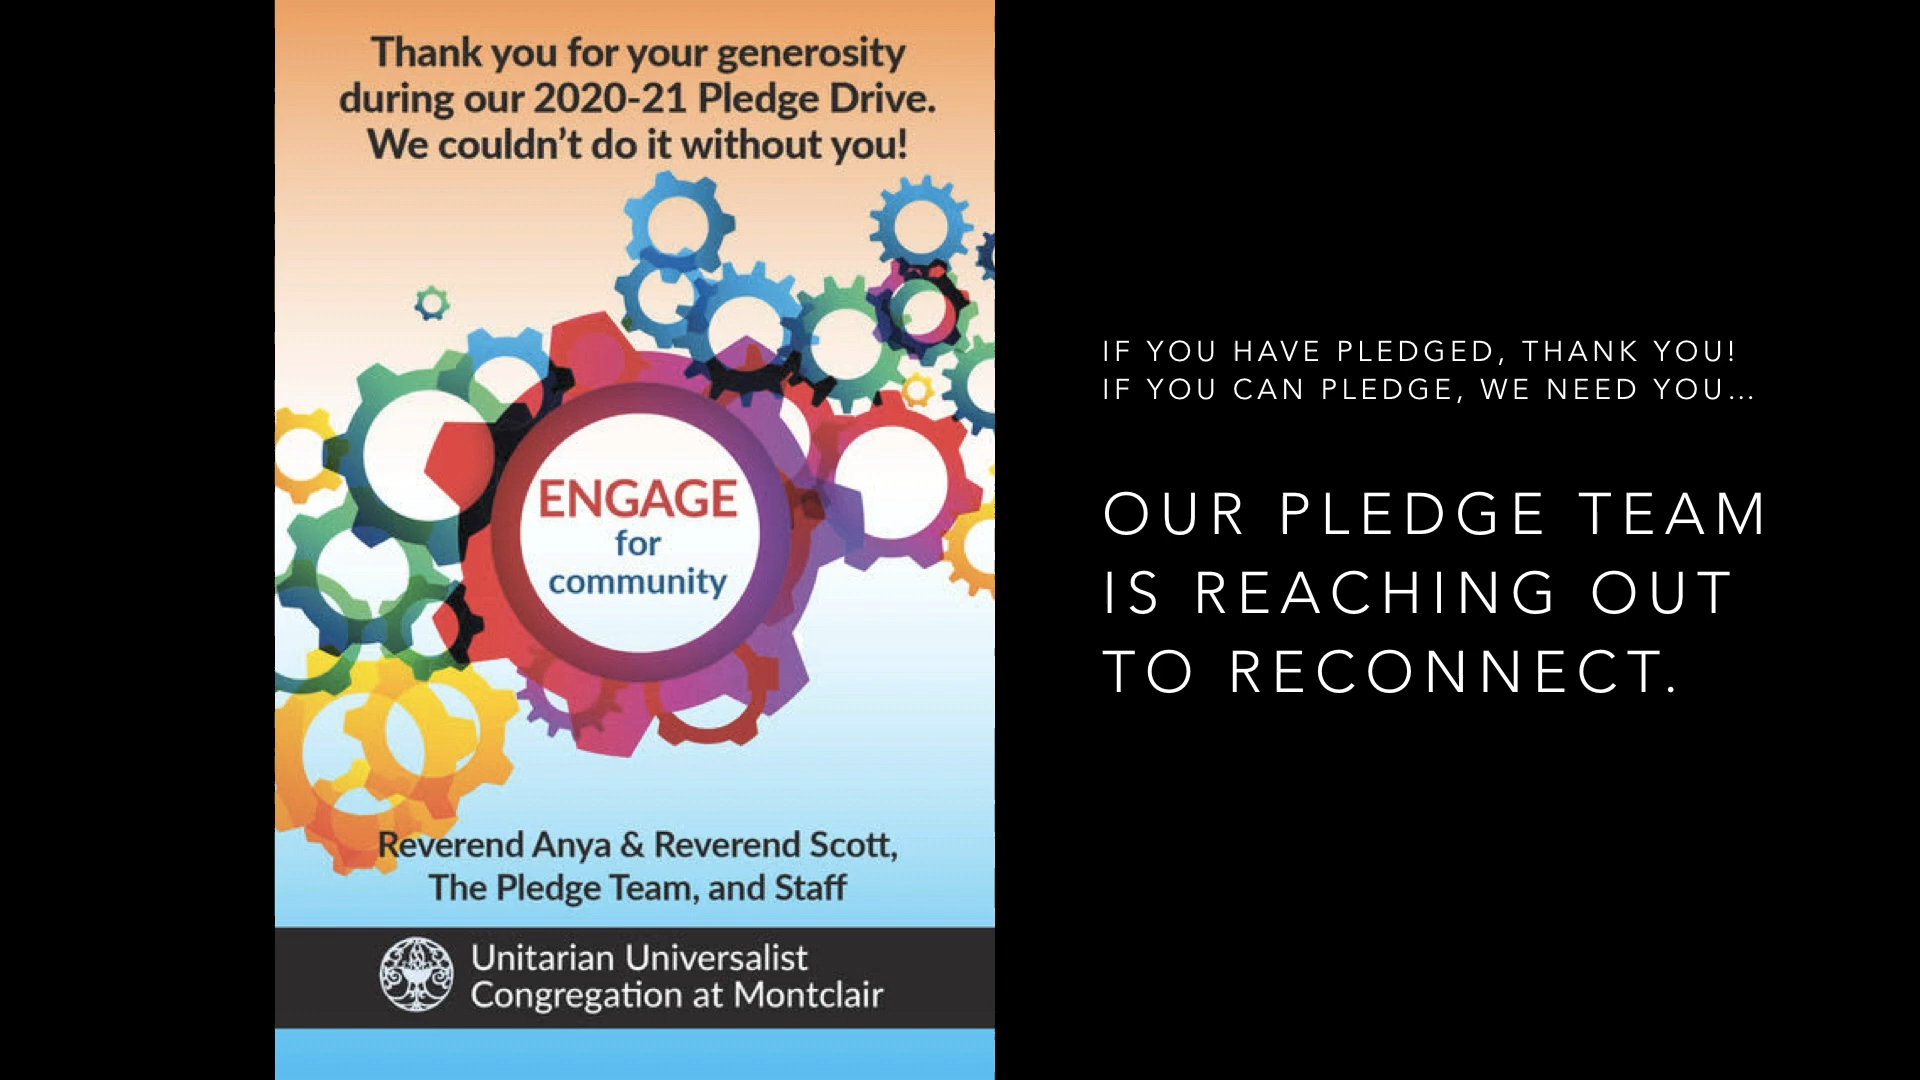 Thank you for your generosity
during our 2020-21 Pledge Drive.
We couldn't do it without you!
ENGAGE
for
community
Reverend Anya & Reverend Scott,
The Pledge Team, and Staff
Unitarian Universalist
Congregation at Montclair
IF YOU HAVE PLEDGED, THANK YOU!
IF YOU CAN PLEDGE, WE NEED YOU…
OUR PLEDGE TEAM
IS REACHING OUT
TO RECONNECT.